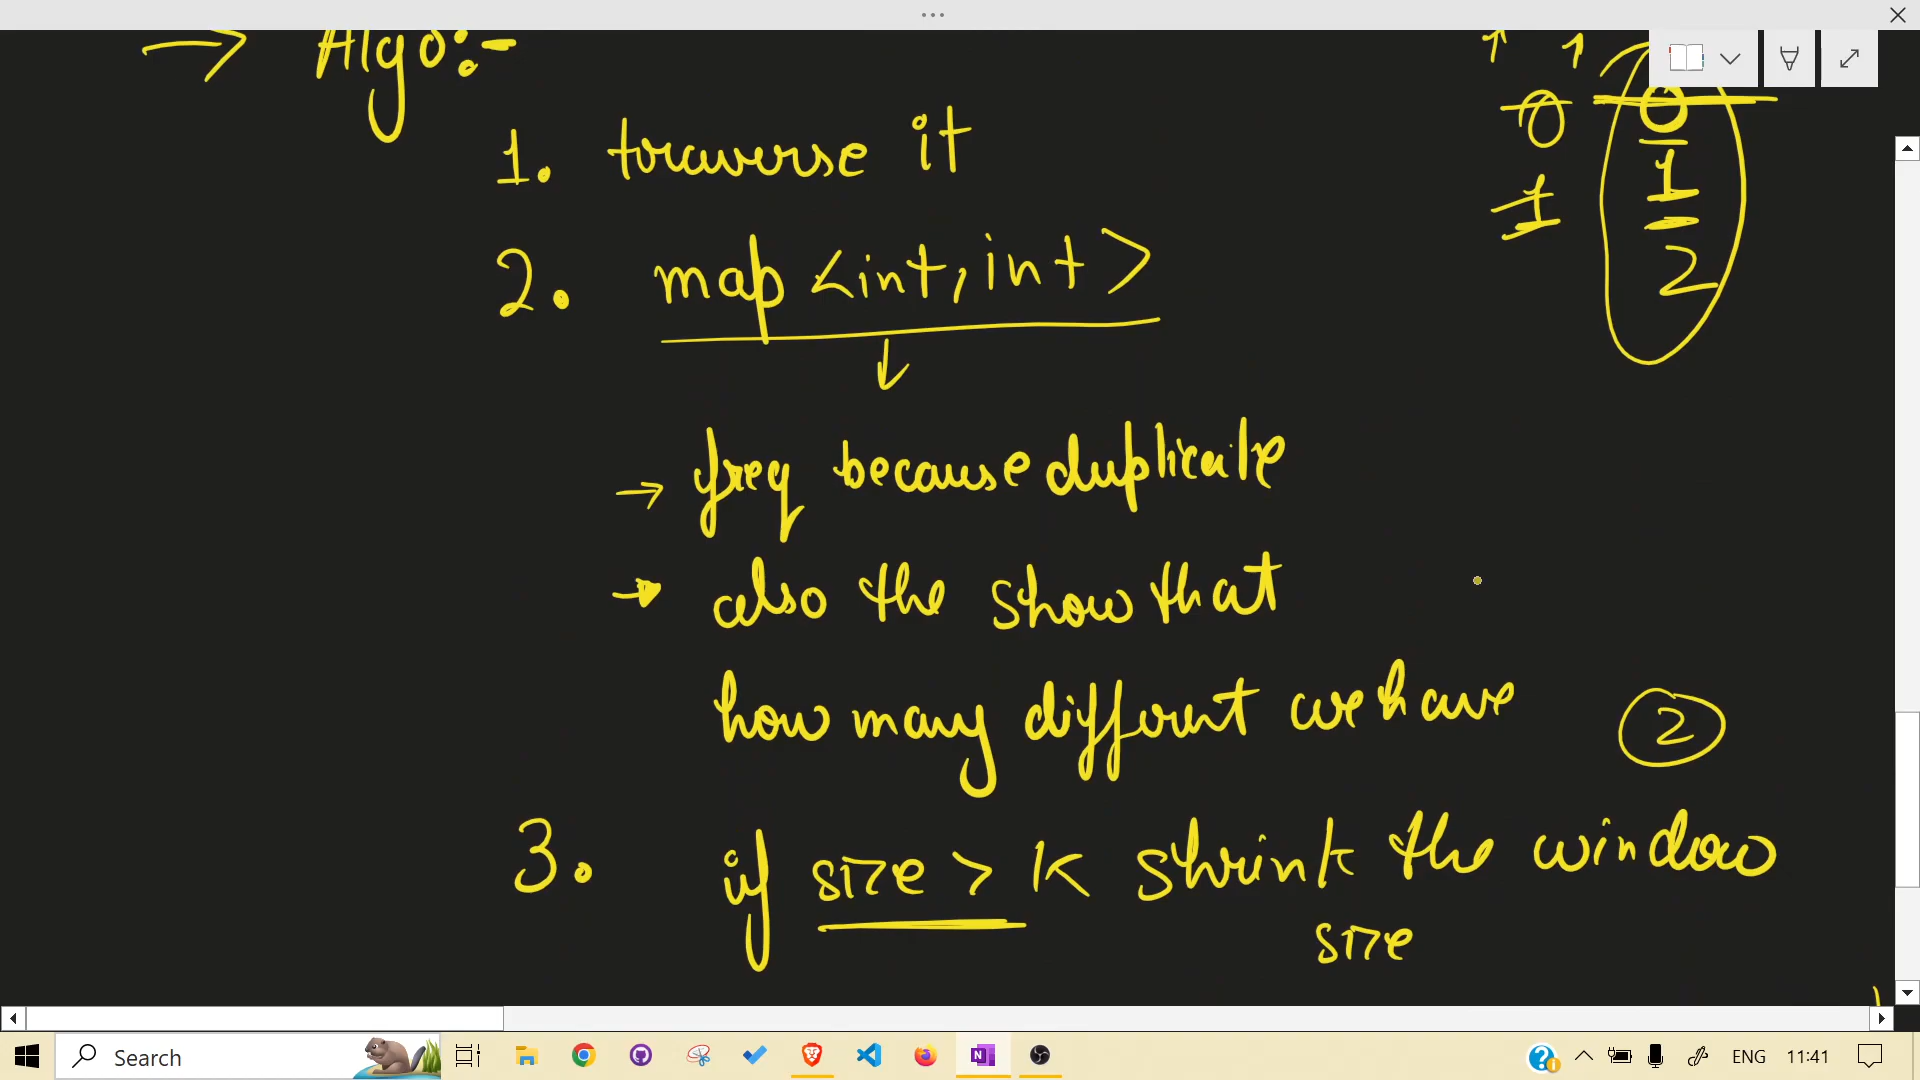 → Algo:-
1. traverse it
0 0
1 1
2
2. map <int, int>
↓
→ freq because duplicate
→ also the show that
how many different we have
2
3. if size > K shrink the window
size
Search
ENG 11:41